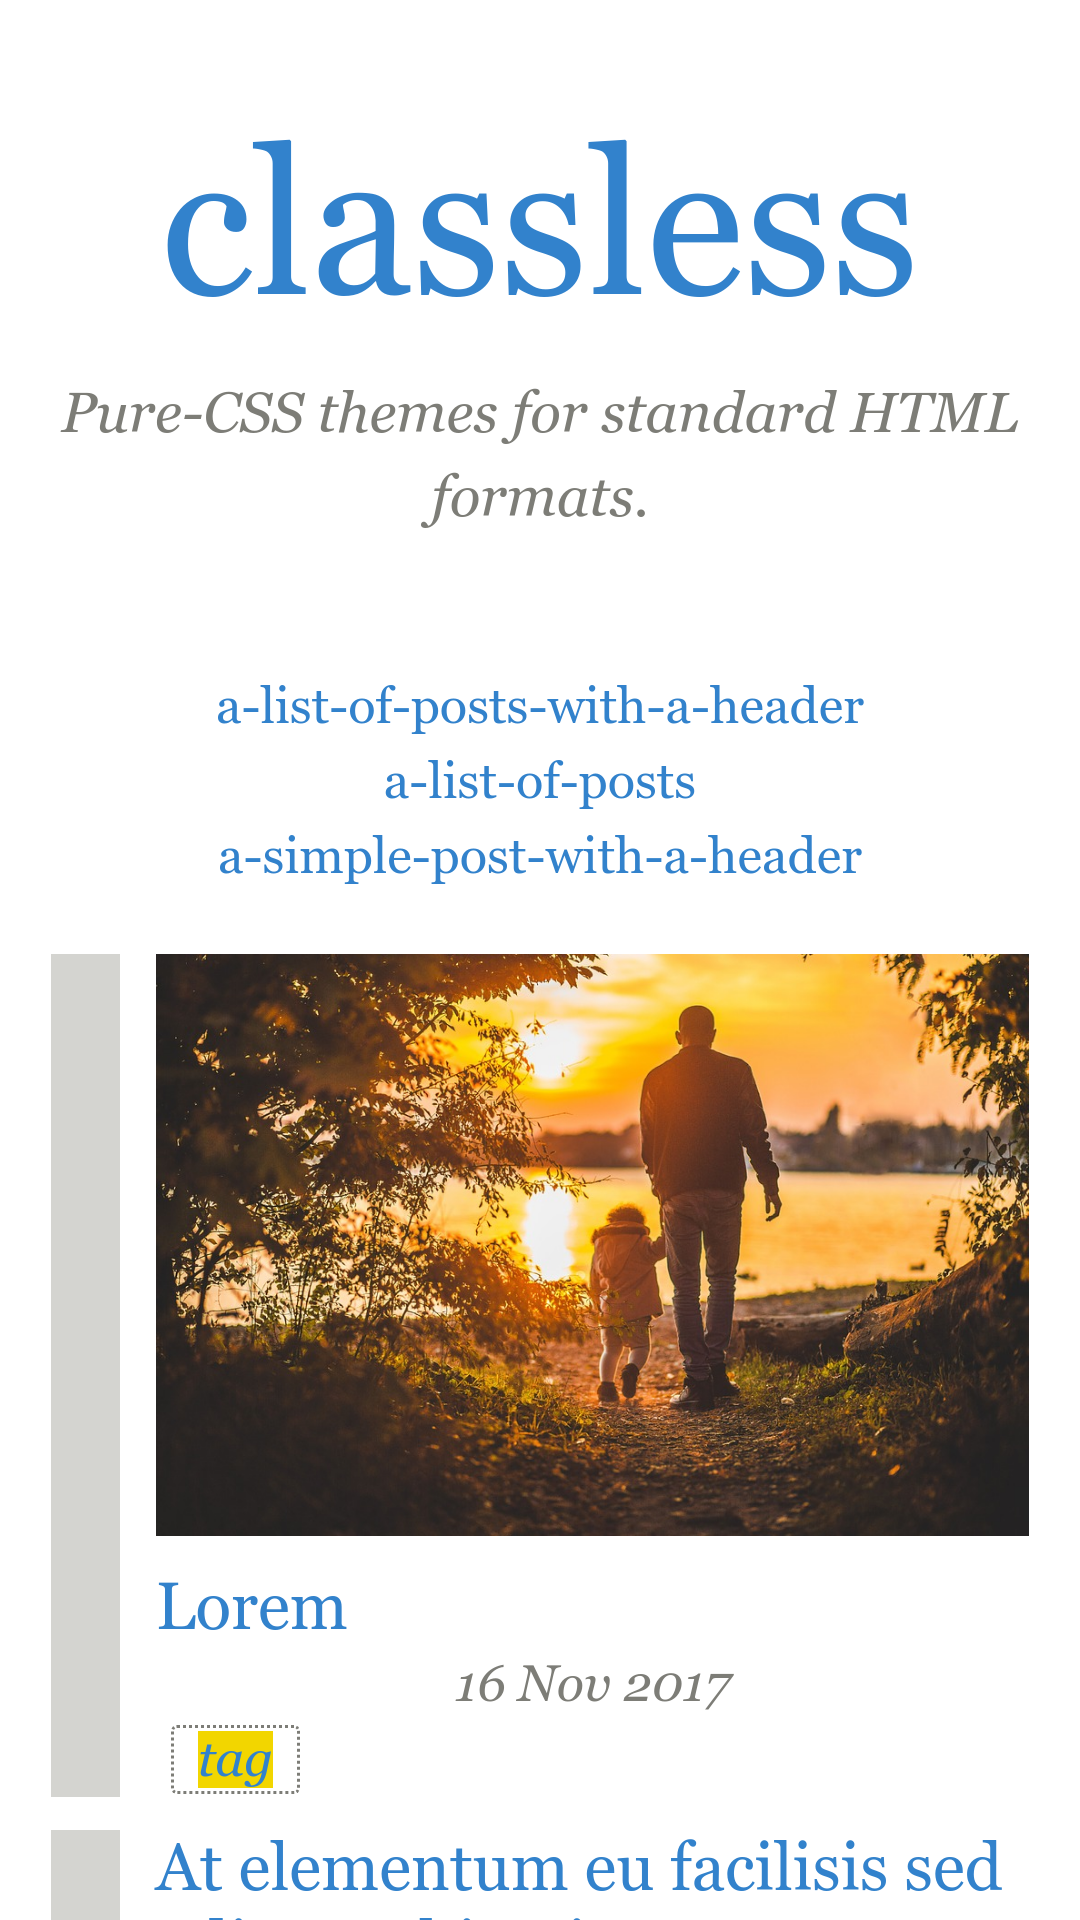 classless
Pure-CSS themes for standard HTML
formats.
a-list-of-posts-with-a-header
a-list-of-posts
a-simple-post-with-a-header
Lorem
16 Nov 2017
tag
At elementum eu facilisis sed